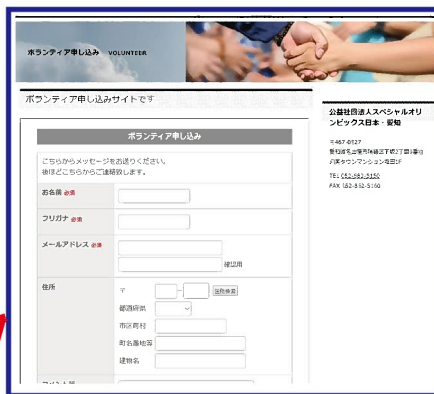 ボランティア申し込み VOLUNTEER
ボランティア申し込みサイトです
ボランティア申し込み
こちらからメッセージをお送りください。
後ほどこちらからご連絡致します。
お名前 必須
フリガナ 必須
メールアドレス 必須
確認用
住所
〒
-
住所検索
都道府県
市区町村
町名番地等
建物名
公益社団法人スペシャルオリ
ンピックス日本・愛知